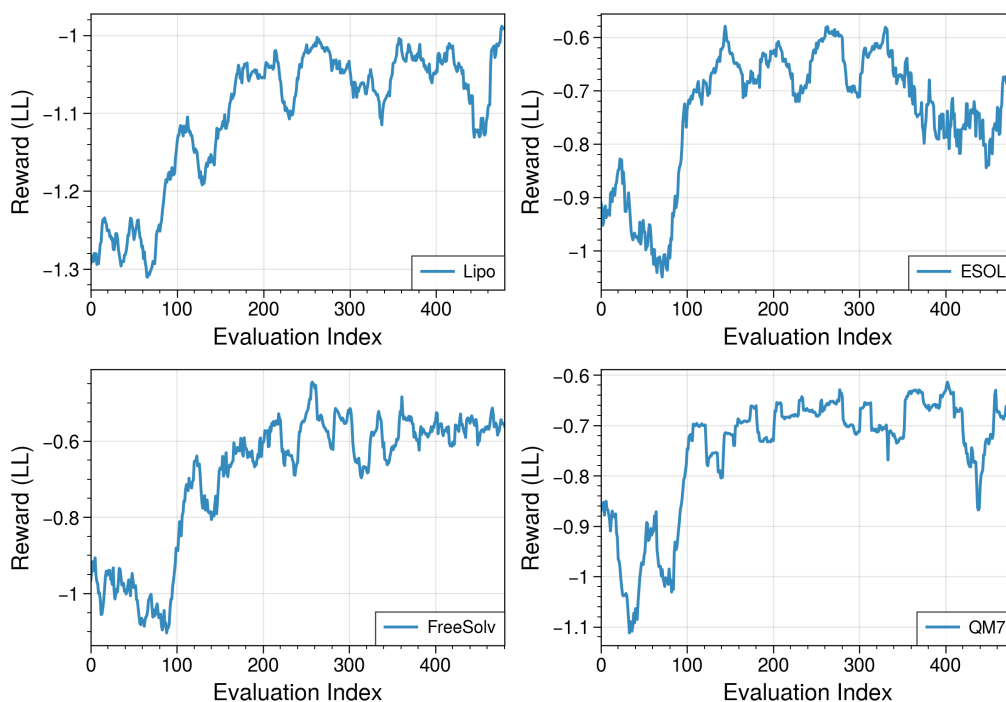 −1
−1.1
−1.2
−1.3
Reward (LL)
Lipo
0 100 200 300 400
Evaluation Index
−0.6
−0.7
−0.8
−0.9
−1
Reward (LL)
ESOL
0 100 200 300 400
Evaluation Index
−0.6
−0.8
−1
Reward (LL)
FreeSolv
0 100 200 300 400
Evaluation Index
−0.6
−0.7
−0.8
−0.9
−1
−1.1
Reward (LL)
QM7
0 100 200 300 400
Evaluation Index